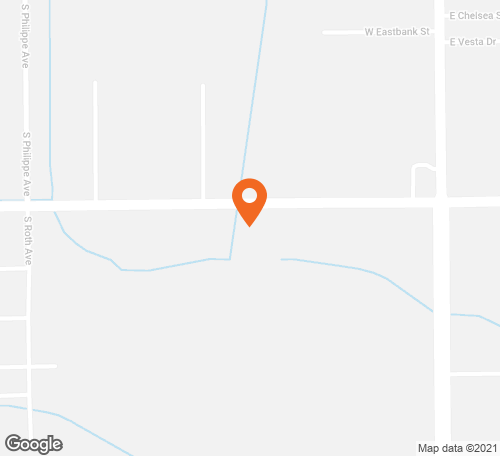 E Chelsea S
W Eastbank St
E Vesta Dr
S Philippe Ave
S Philippe Ave
S Roth Ave
Google
Map data ©2021